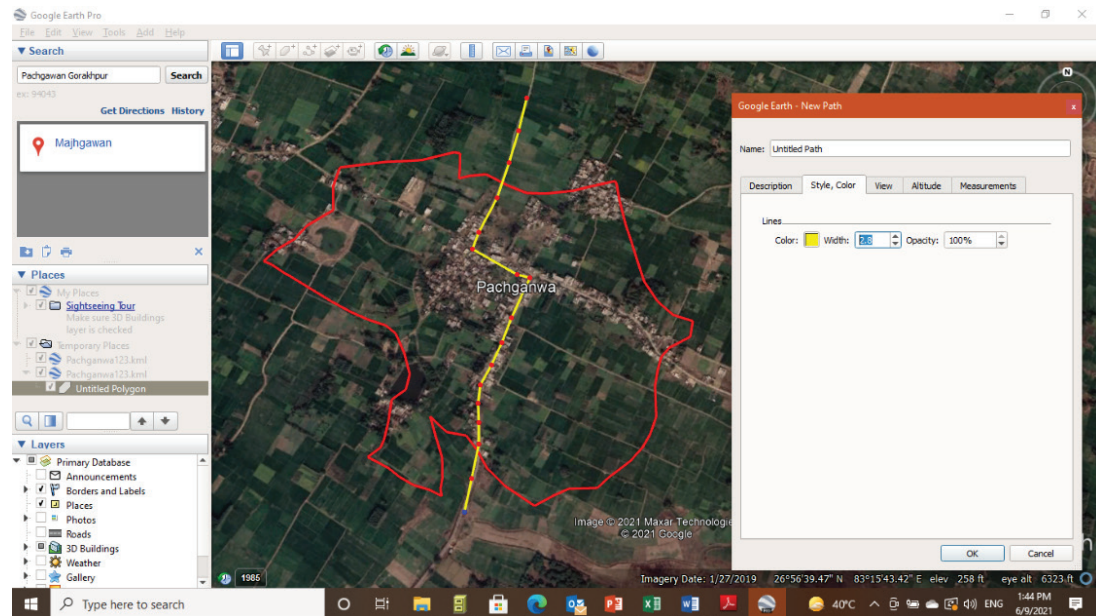 Google Earth Pro
File Edit View Tools Add Help
Search
Pachgawan Gorakhpur
Search
ex: 94043
Get Directions History
Majhgawan
Places
My Places
Sightseeing Tour
Make sure 3D Buildings
layer is checked
Temporary Places
Pachganwa123.kml
Pachganwa123.kml
Untitled Polygon
Layers
Primary Database
Announcements
Borders and Labels
Places
Photos
Roads
3D Buildings
Weather
Gallery
N
Pachganwa
Image © 2021 Maxar Technologie
© 2021 Google
1985
Imagery Date: 1/27/2019 26°56'39.47" N 83°15'43.42" E elev 258 ft eye alt 6323 ft
Google Earth - New Path
x
Name: Untitled Path
Description Style, Color View Altitude Measurements
Lines
Color: Width: 2.8 Opacity: 100%
OK Cancel
Type here to search
40°C ENG 1:44 PM
6/9/2021